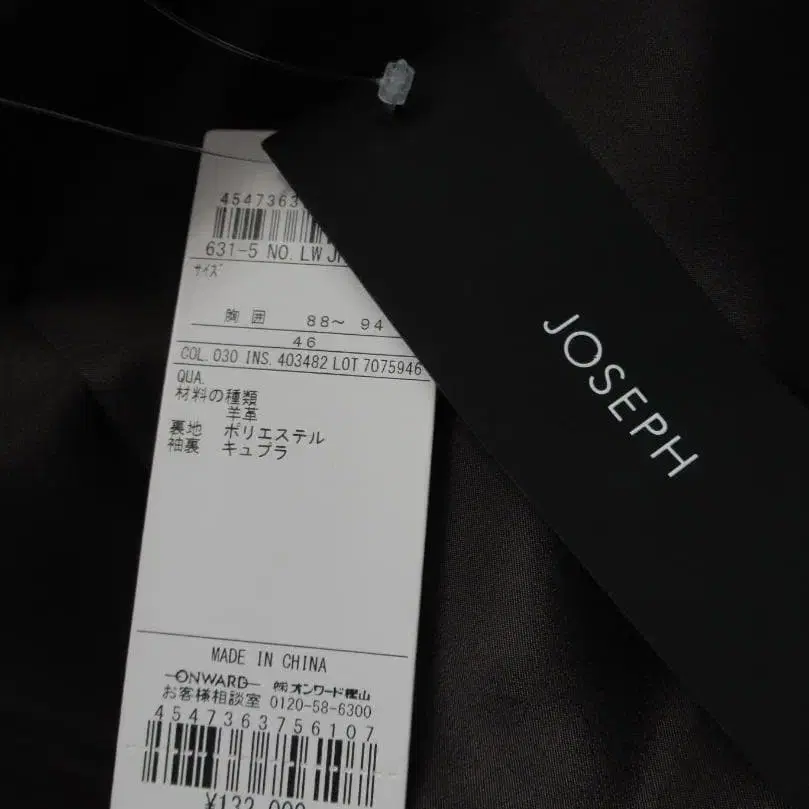 4547363
631-5 NO. LW J
サイズ
胸 囲 88～ 94
46
COL. 030 INS. 403482 LOT 7075946
QUA.
材料の種類
羊革
裏地 ポリエステル
袖裏 キュプラ
MADE IN CHINA
ONWARD ㈱オンワード樫山
お客様相談室 0120-58-6300
4547363756107
¥132,000
JOSEPH